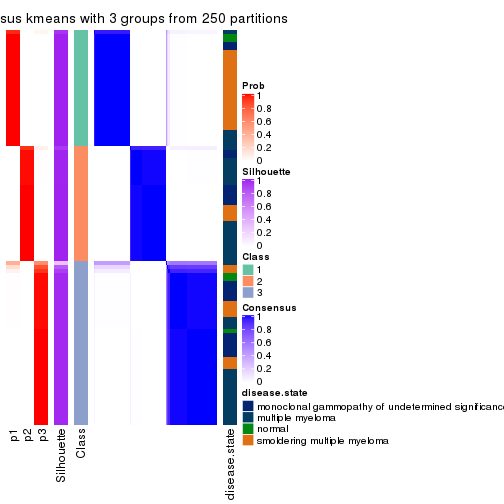 sus kmeans with 3 groups from 250 partitions
Prob
1
0.8
0.6
0.4
0.2
0
Silhouette
1
0.8
0.6
0.4
0.2
0
Class
1
2
3
Consensus
1
0.8
0.6
0.4
0.2
0
disease.state
monoclonal gammopathy of undetermined significance
multiple myeloma
normal
smoldering multiple myeloma
p1
p2
p3
Silhouette
Class
disease.state